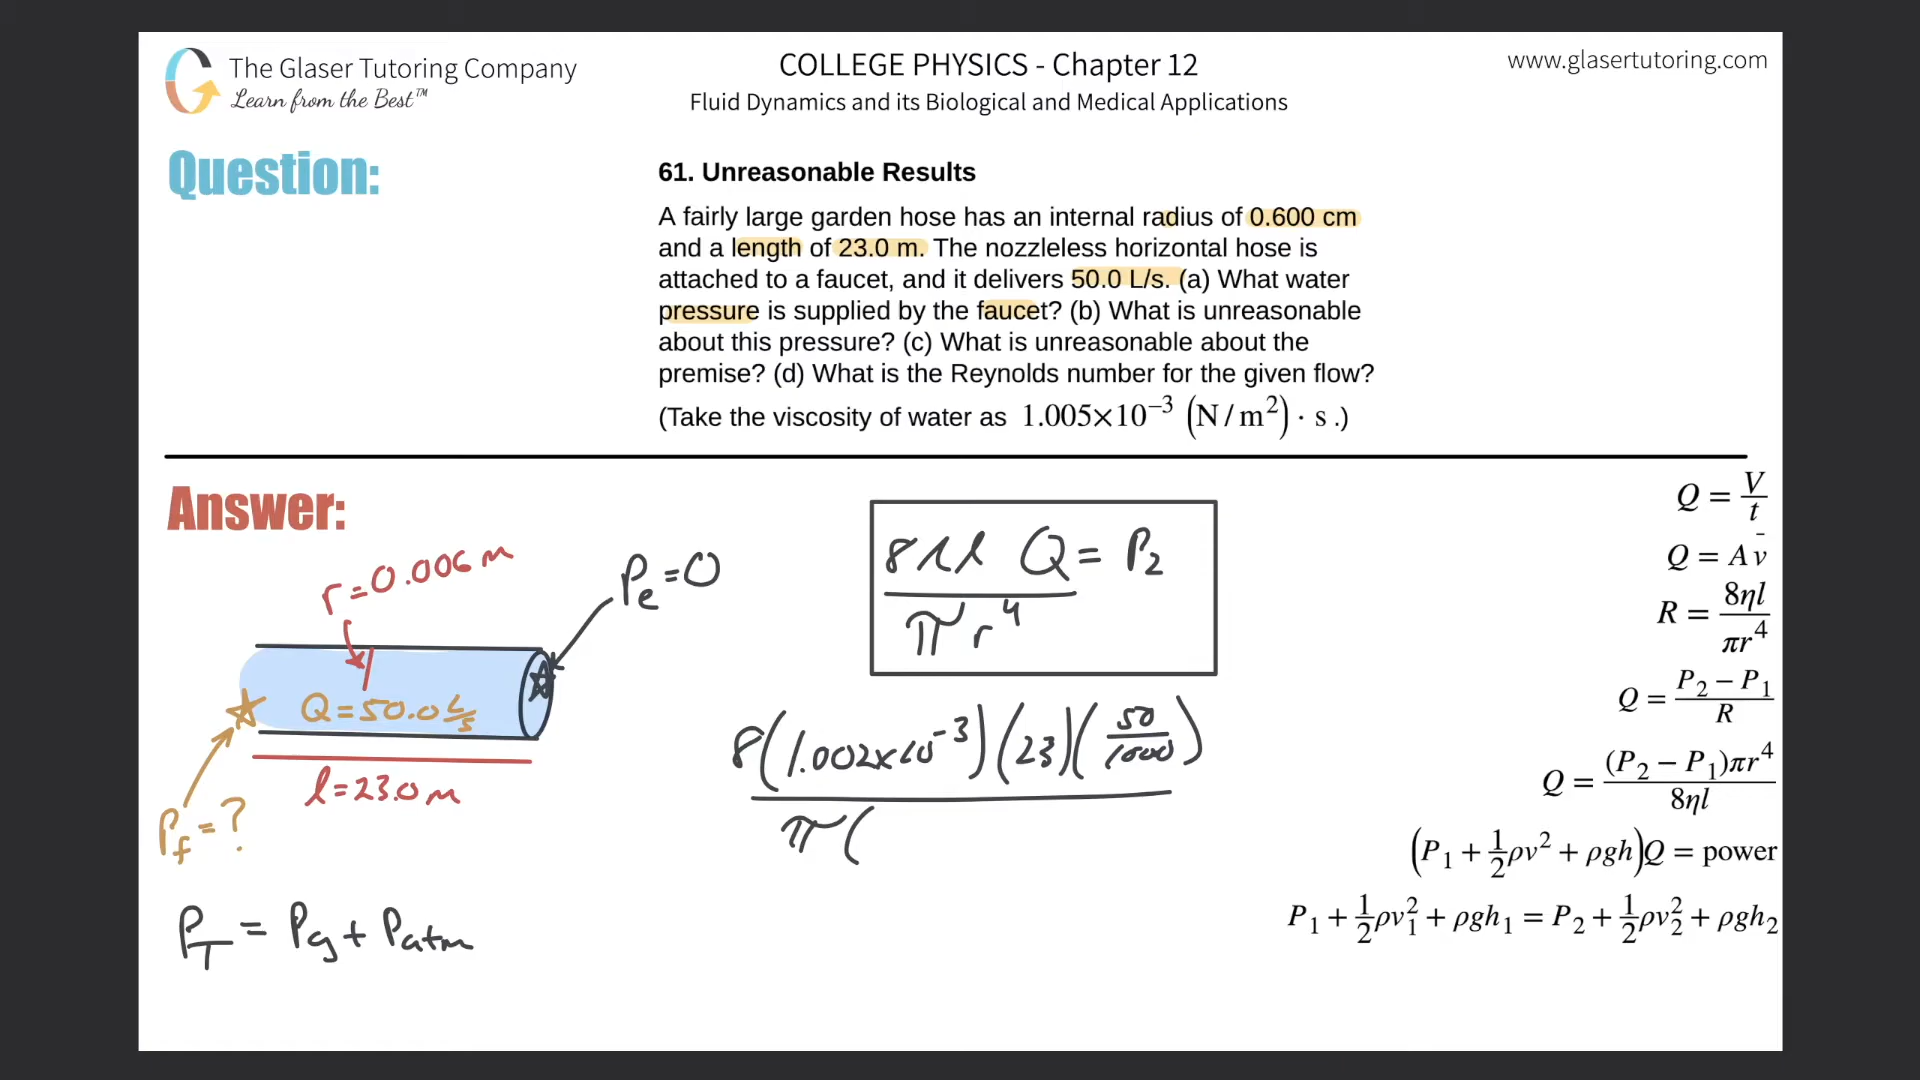 The Glaser Tutoring Company
Learn from the Best™
COLLEGE PHYSICS - Chapter 12
Fluid Dynamics and its Biological and Medical Applications
www.glasertutoring.com
Question:
61. Unreasonable Results
A fairly large garden hose has an internal radius of 0.600 cm
and a length of 23.0 m. The nozzleless horizontal hose is
attached to a faucet, and it delivers 50.0 L/s. (a) What water
pressure is supplied by the faucet? (b) What is unreasonable
about this pressure? (c) What is unreasonable about the
premise? (d) What is the Reynolds number for the given flow?
(Take the viscosity of water as 1.005×10⁻³ (N/m²)·s.)
Answer:
r=0.006 m
Pe=0
Q=50.0 L/s
l=23.0 m
Pf=?
P_T = Pg + Patm
8ηl/πr⁴ Q = P₂
8(1.002x10⁻³)(23)(50/1000)
π(
Q = V/t
Q = Av̄
R = 8ηl/πr⁴
Q = (P₂ − P₁)/R
Q = (P₂ − P₁)πr⁴/8ηl
(P₁ + ½ρv² + ρgh)Q = power
P₁ + ½ρv₁² + ρgh₁ = P₂ + ½ρv₂² + ρgh₂